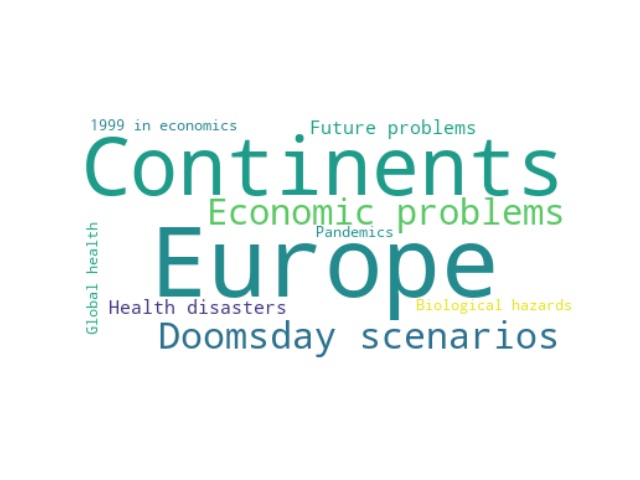 1999 in economics
Future problems
Continents
Economic problems
Pandemics
Europe
Global health
Health disasters
Biological hazards
Doomsday scenarios